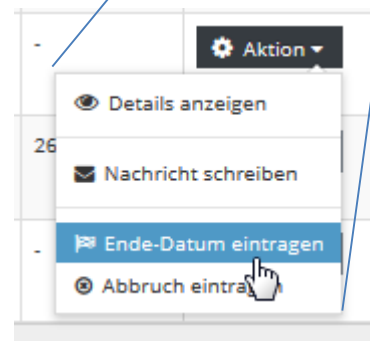 -
Aktion
Details anzeigen
26
Nachricht schreiben
-
Ende-Datum eintragen
Abbruch eintragen